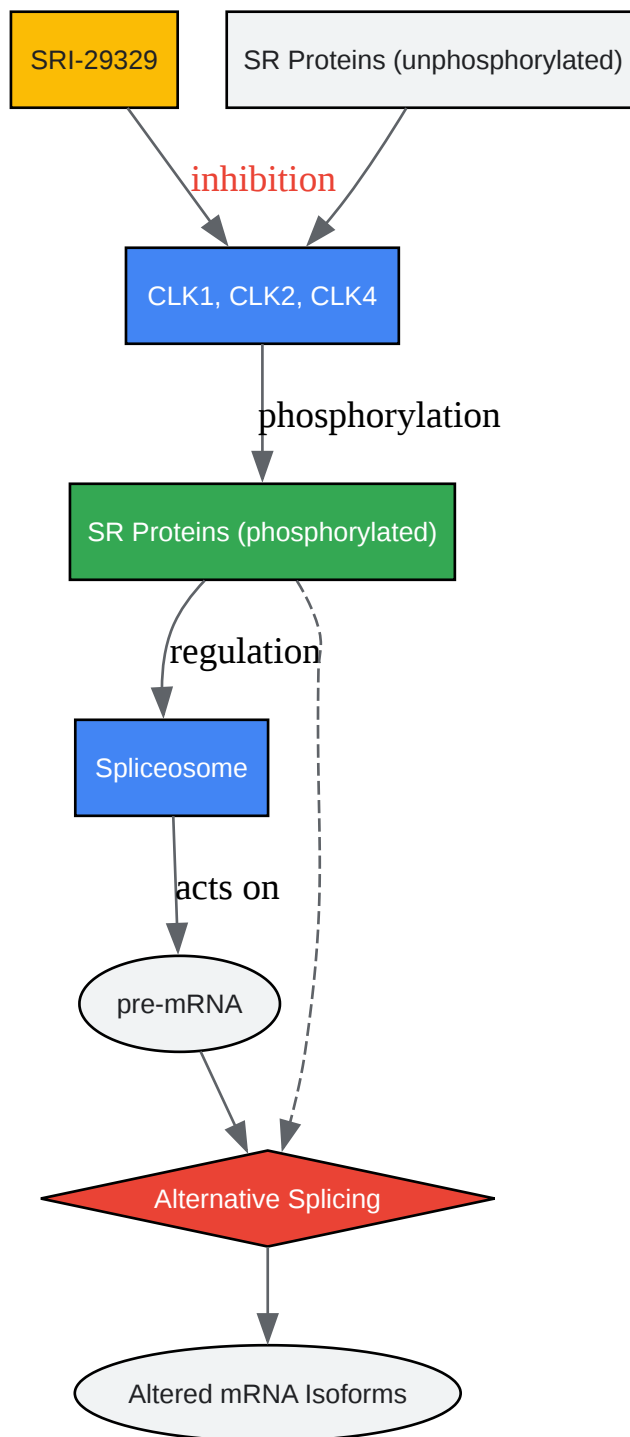 SRI-29329
SR Proteins (unphosphorylated)
inhibition
CLK1, CLK2, CLK4
phosphorylation
SR Proteins (phosphorylated)
regulation
Spliceosome
acts on
pre-mRNA
Alternative Splicing
Altered mRNA Isoforms